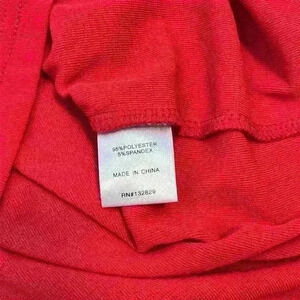 95%POLYESTER
5%SPANDEX
MADE IN CHINA
RN#132829